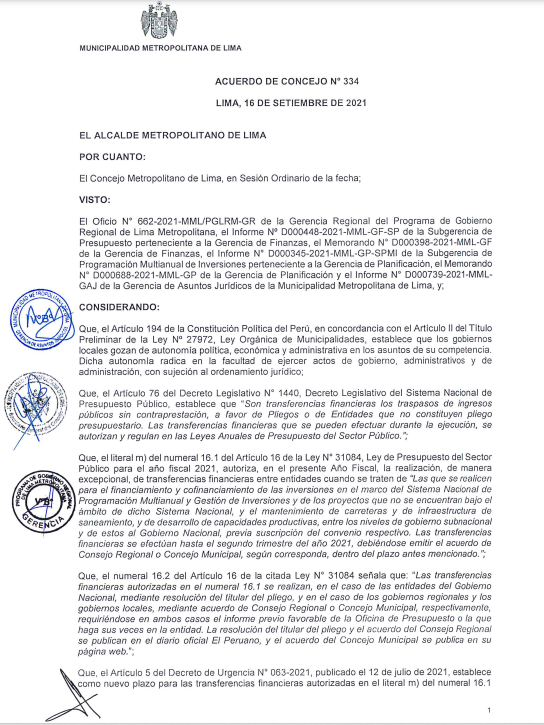 MUNICIPALIDAD METROPOLITANA DE LIMA
ACUERDO DE CONCEJO N° 334
LIMA, 16 DE SETIEMBRE DE 2021
EL ALCALDE METROPOLITANO DE LIMA
POR CUANTO:
El Concejo Metropolitano de Lima, en Sesión Ordinario de la fecha;
VISTO:
El Oficio N° 662-2021-MML/PGLRM-GR de la Gerencia Regional del Programa de Gobierno
Regional de Lima Metropolitana, el Informe Nº D000448-2021-MML-GF-SP de la Subgerencia de
Presupuesto perteneciente a la Gerencia de Finanzas, el Memorando N° D000398-2021-MML-GF
de la Gerencia de Finanzas, el Informe N° D000345-2021-MML-GP-SPMI de la Subgerencia de
Programación Multianual de Inversiones perteneciente a la Gerencia de Planificación, el Memorando
N° D000688-2021-MML-GP de la Gerencia de Planificación y el Informe N° D000739-2021-MML-
GAJ de la Gerencia de Asuntos Jurídicos de la Municipalidad Metropolitana de Lima, y;
CONSIDERANDO:
Que, el Artículo 194 de la Constitución Política del Perú, en concordancia con el Artículo II del Título
Preliminar de la Ley Nº 27972, Ley Orgánica de Municipalidades, establece que los gobiernos
locales gozan de autonomía política, económica y administrativa en los asuntos de su competencia.
Dicha autonomía radica en la facultad de ejercer actos de gobierno, administrativos y de
administración, con sujeción al ordenamiento jurídico;
Que, el Artículo 76 del Decreto Legislativo N° 1440, Decreto Legislativo del Sistema Nacional de
Presupuesto Público, establece que "Son transferencias financieras los traspasos de ingresos
públicos sin contraprestación, a favor de Pliegos o de Entidades que no constituyen pliego
presupuestario. Las transferencias financieras que se pueden efectuar durante la ejecución, se
autorizan y regulan en las Leyes Anuales de Presupuesto del Sector Público.";
Que, el literal m) del numeral 16.1 del Artículo 16 de la Ley N° 31084, Ley de Presupuesto del Sector
Público para el año fiscal 2021, autoriza, en el presente Año Fiscal, la realización, de manera
excepcional, de transferencias financieras entre entidades cuando se traten de "Las que se realicen
para el financiamiento y cofinanciamiento de las inversiones en el marco del Sistema Nacional de
Programación Multianual y Gestión de Inversiones y de los proyectos que no se encuentran bajo el
ámbito de dicho Sistema Nacional, y el mantenimiento de carreteras y de infraestructura de
saneamiento, y de desarrollo de capacidades productivas, entre los niveles de gobierno subnacional
y de estos al Gobierno Nacional, previa suscripción del convenio respectivo. Las transferencias
financieras se efectúan hasta el segundo trimestre del año 2021, debiéndose emitir el acuerdo de
Consejo Regional o Concejo Municipal, según corresponda, dentro del plazo antes mencionado.";
Que, el numeral 16.2 del Artículo 16 de la citada Ley N° 31084 señala que: "Las transferencias
financieras autorizadas en el numeral 16.1 se realizan, en el caso de las entidades del Gobierno
Nacional, mediante resolución del titular del pliego, y en el caso de los gobiernos regionales y los
gobiernos locales, mediante acuerdo de Consejo Regional o Concejo Municipal, respectivamente,
requiriéndose en ambos casos el informe previo favorable de la Oficina de Presupuesto o la que
haga sus veces en la entidad. La resolución del titular del pliego y el acuerdo del Consejo Regional
se publican en el diario oficial El Peruano, y el acuerdo del Concejo Municipal se publica en su
página web.";
Que, el Artículo 5 del Decreto de Urgencia N° 063-2021, publicado el 12 de julio de 2021, establece
como nuevo plazo para las transferencias financieras autorizadas en el literal m) del numeral 16.1
GERENCIA
1